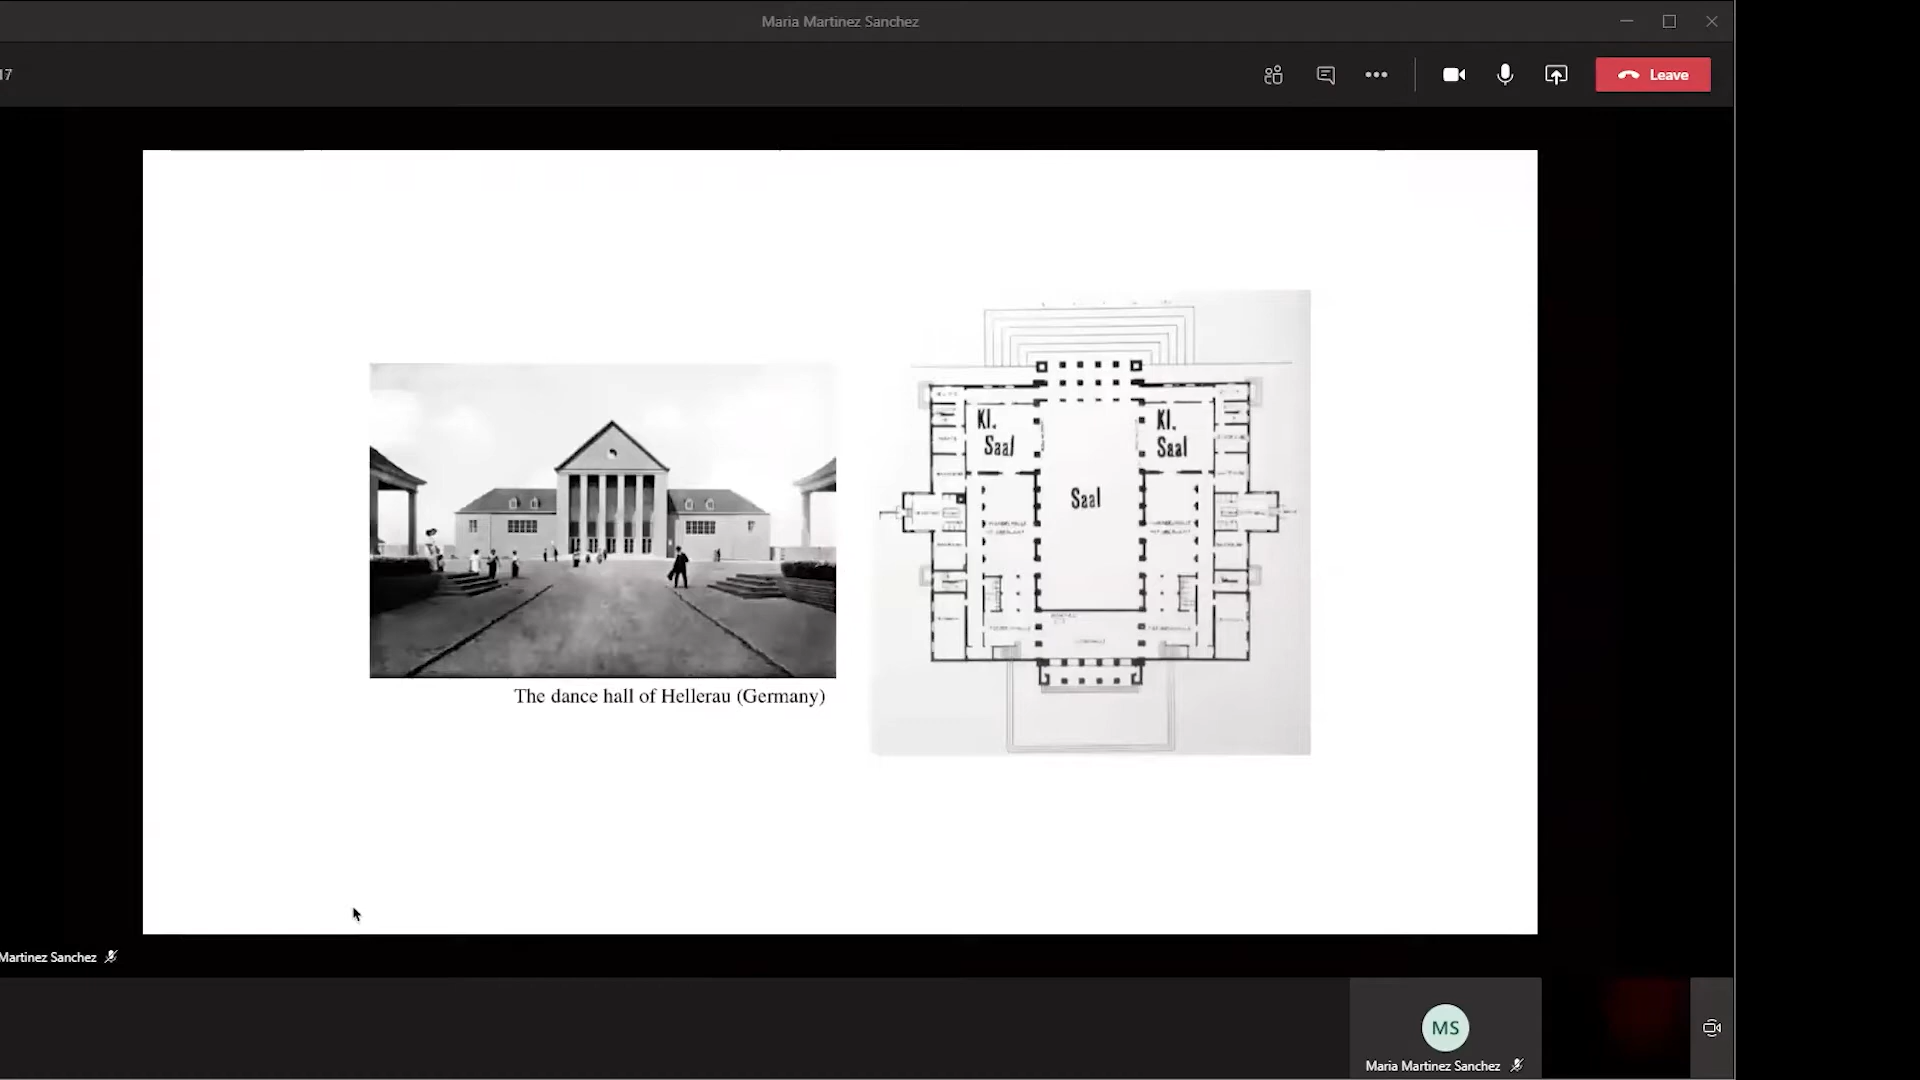 Maria Martinez Sanchez
17
Leave
Kl.
Saal
Kl.
Saal
Saal
The dance hall of Hellerau (Germany)
Martinez Sanchez
MS
Maria Martinez Sanchez